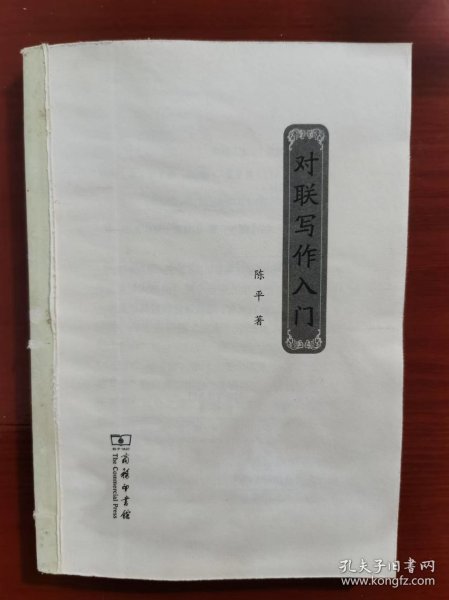 对联写作入门
陈平 著
商务印书馆
The Commercial Press
孔夫子旧书网
www.kongfz.com